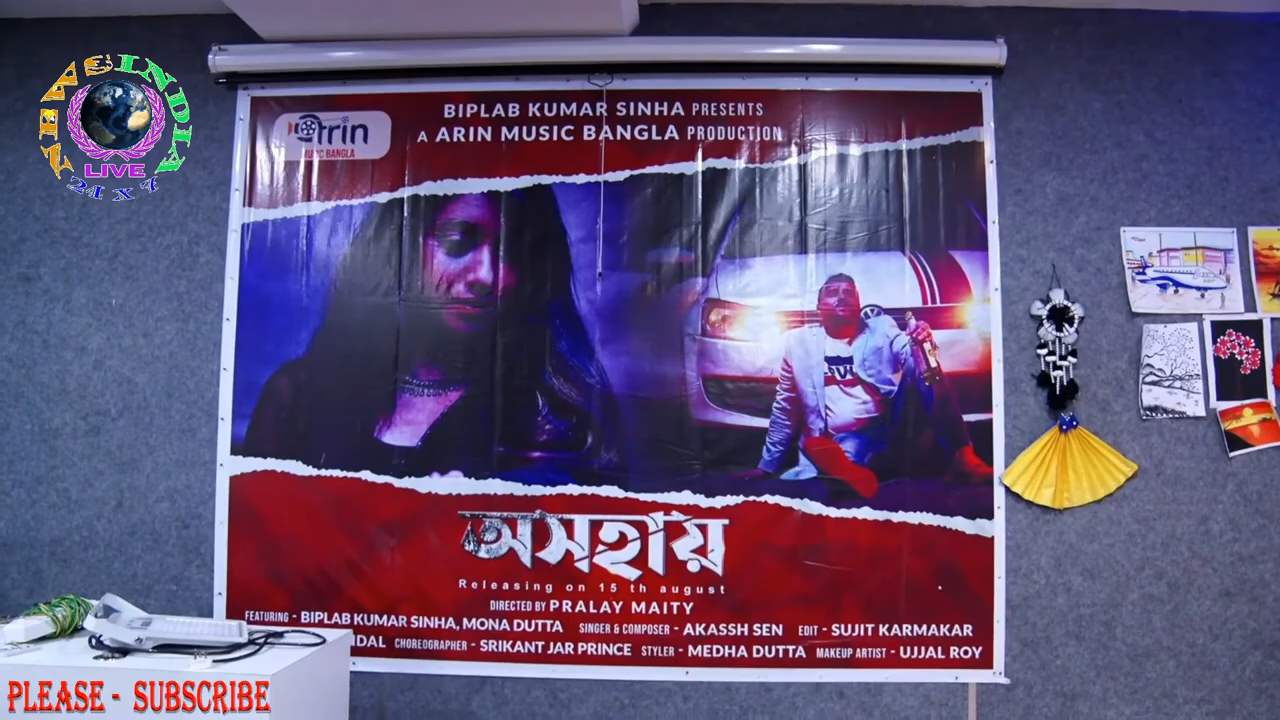 NEWS INDIA
LIVE
24 X 7
BIPLAB KUMAR SINHA PRESENTS
A ARIN MUSIC BANGLA PRODUCTION
arin
MUSIC BANGLA
অসহায়
Releasing on 15 th august
DIRECTED BY PRALAY MAITY
FEATURING - BIPLAB KUMAR SINHA, MONA DUTTA SINGER & COMPOSER - AKASSH SEN EDIT - SUJIT KARMAKAR
CHOREOGRAPHER - SRIKANT JAR PRINCE STYLER - MEDHA DUTTA MAKEUP ARTIST - UJJAL ROY
PLEASE - SUBSCRIBE